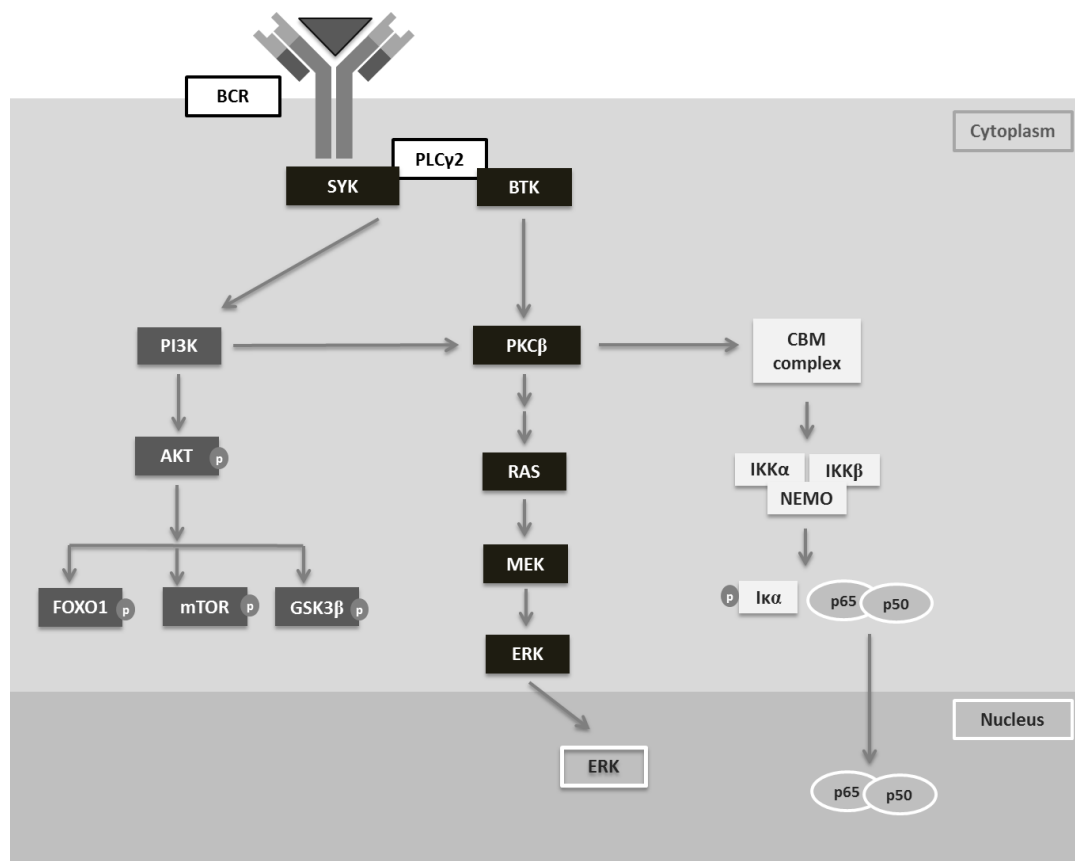 BCR
Cytoplasm
PLCγ2
SYK
BTK
PI3K
PKCβ
CBM
complex
AKT
p
RAS
IKKα
IKKβ
NEMO
MEK
FOXO1
p
mTOR
p
GSK3β
p
p
Iκα
p65
p50
ERK
Nucleus
ERK
p65
p50